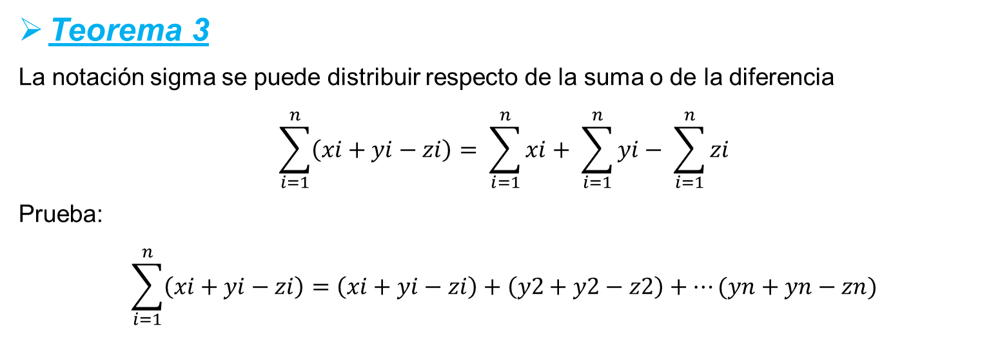 ➢ Teorema 3
La notación sigma se puede distribuir respecto de la suma o de la diferencia
\sum_{i=1}^{n}(xi + yi − zi) = \sum_{i=1}^{n} xi + \sum_{i=1}^{n} yi − \sum_{i=1}^{n} zi
Prueba:
\sum_{i=1}^{n}(xi + yi − zi) = (xi + yi − zi) + (y2 + y2 − z2) + ⋯ (yn + yn − zn)